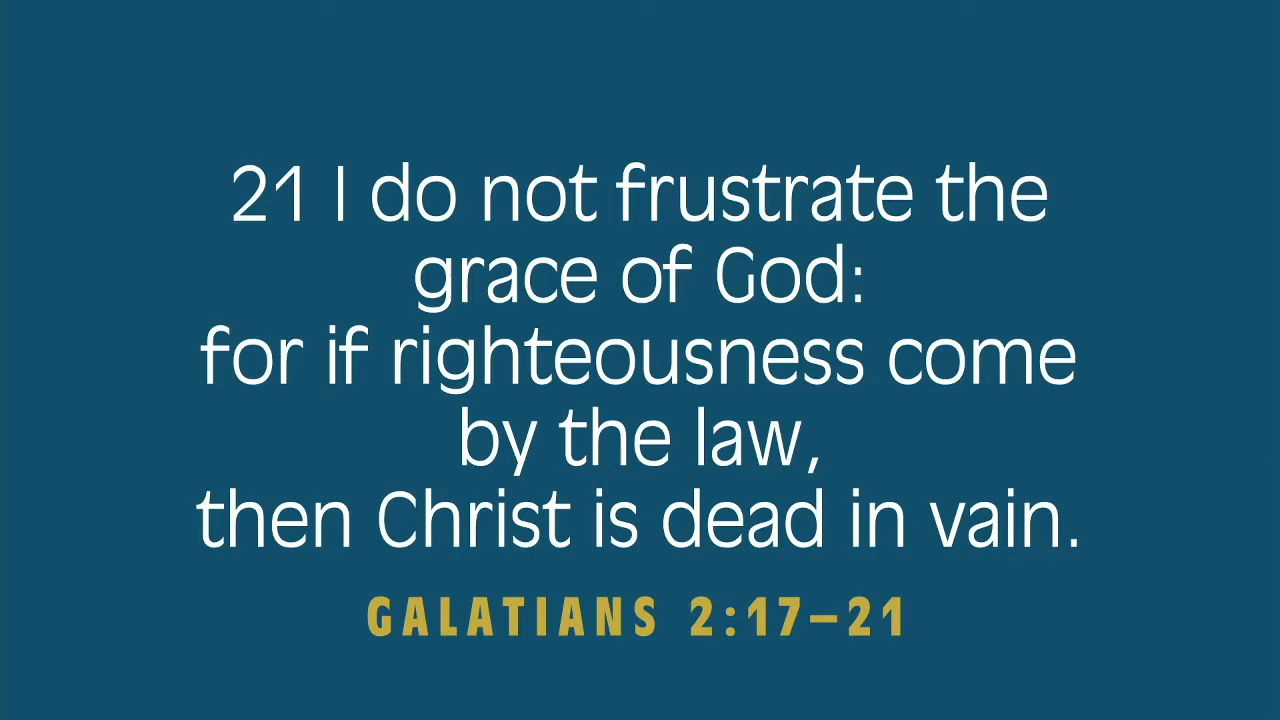 21 I do not frustrate the
grace of God:
for if righteousness come
by the law,
then Christ is dead in vain.
GALATIANS 2:17–21